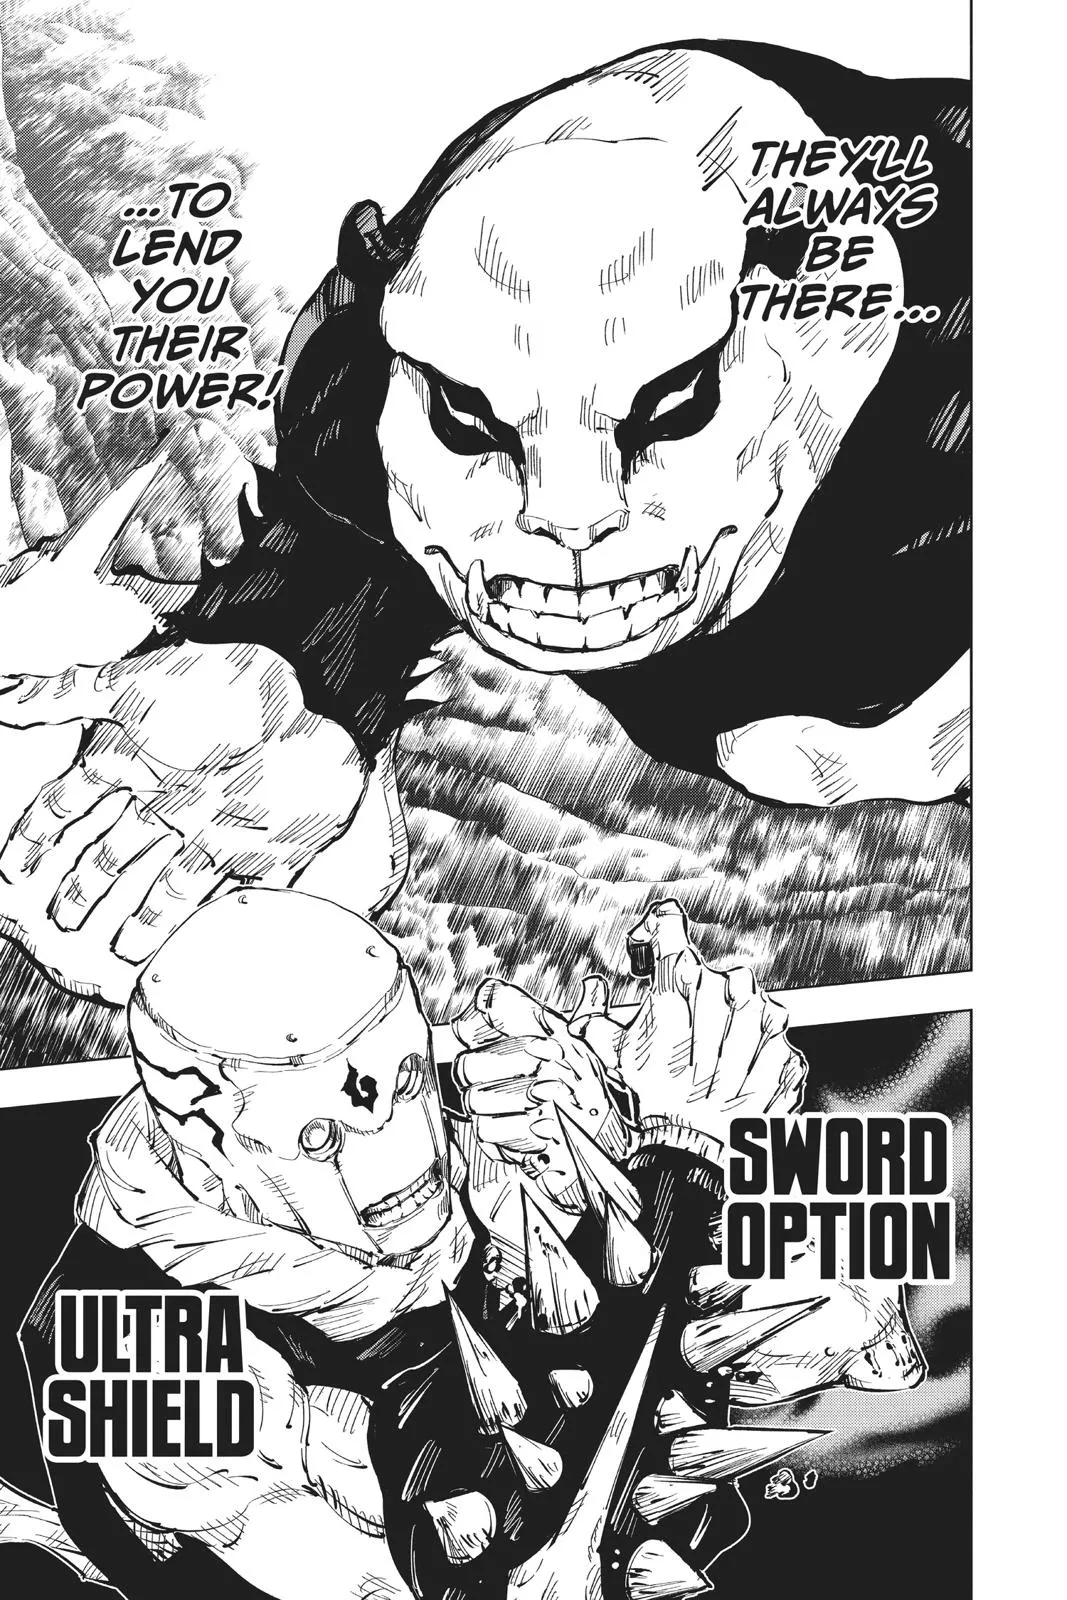 THEY'LL
ALWAYS
BE
THERE...
...TO
LEND
YOU
THEIR
POWER!
SWORD
OPTION
ULTRA
SHIELD